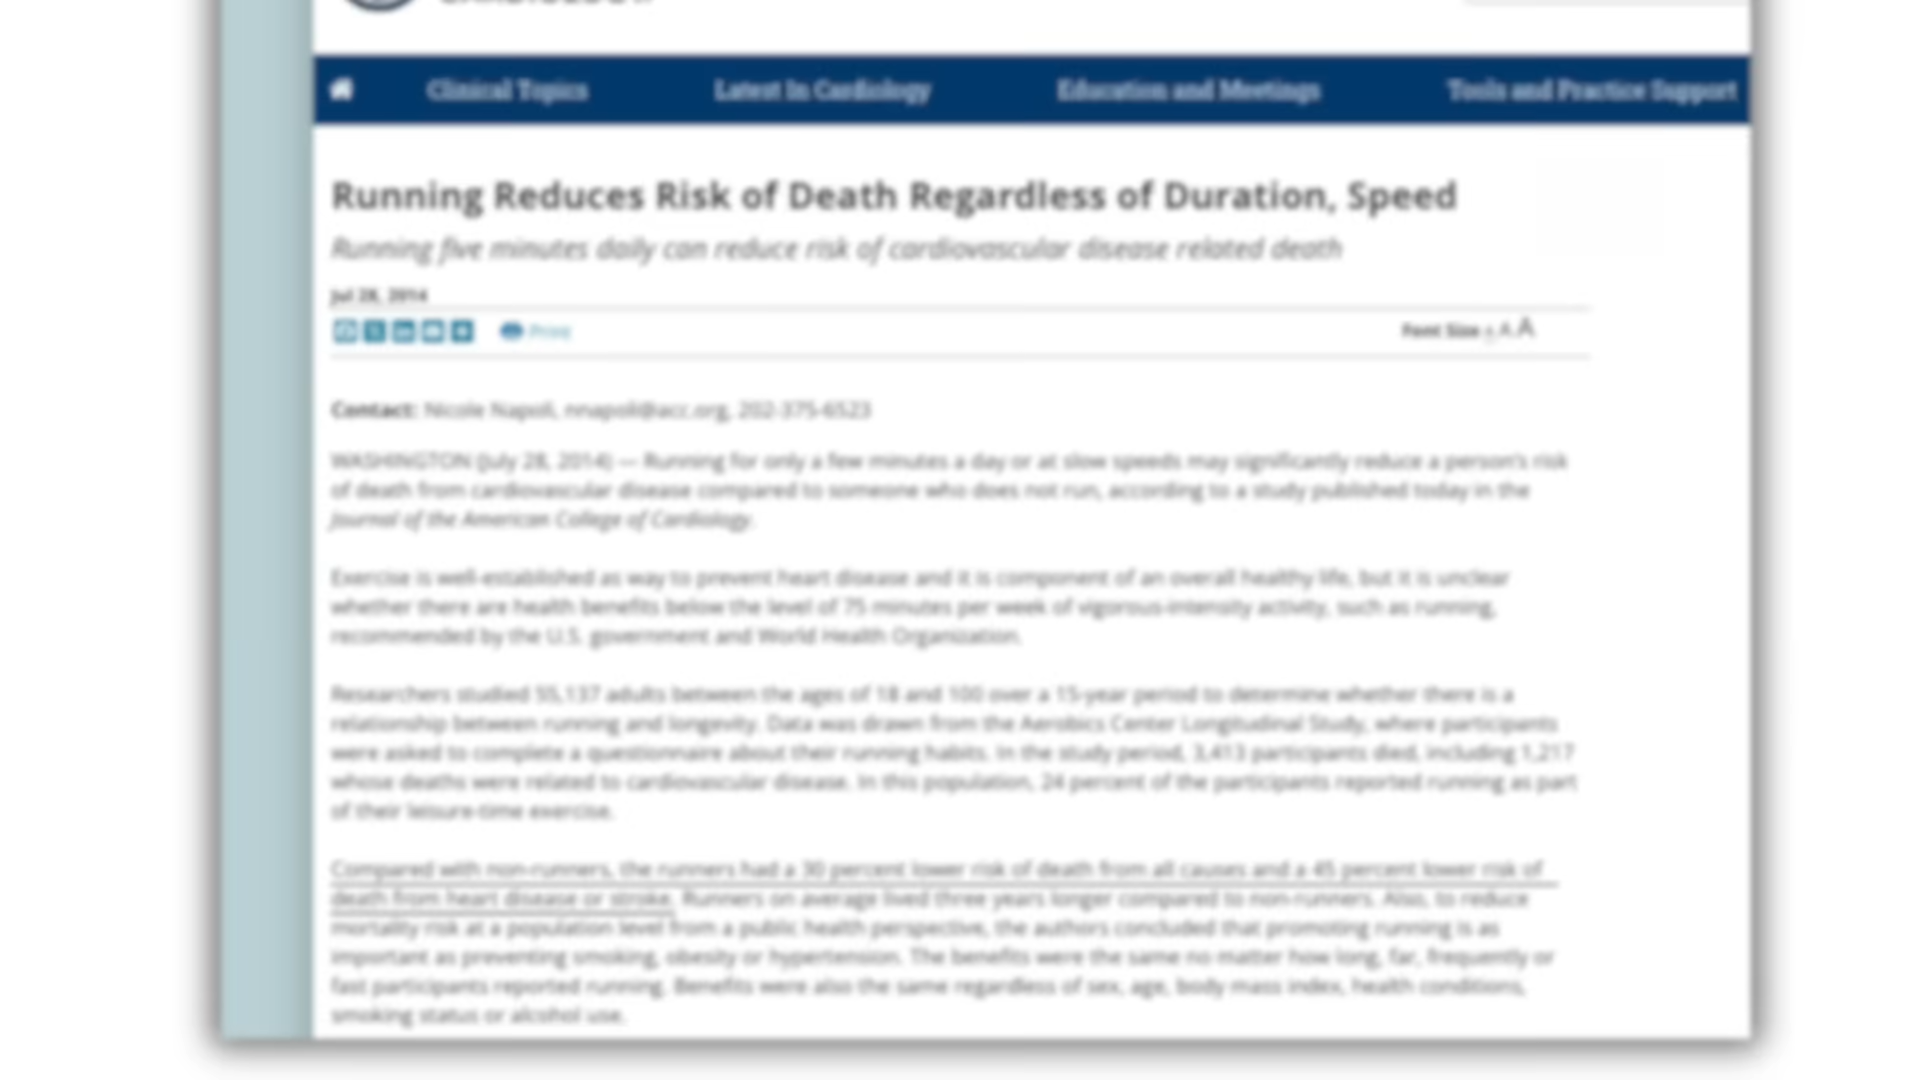 Clinical Topics Latest In Cardiology Education and Meetings Tools and Practice Support
Running Reduces Risk of Death Regardless of Duration, Speed
Running five minutes daily can reduce risk of cardiovascular disease related death
Jul 28, 2014
Print Font Size A A A
Contact: Nicole Napoli, nnapoli@acc.org, 202-375-6523
WASHINGTON (July 28, 2014) — Running for only a few minutes a day or at slow speeds may significantly reduce a person's risk
of death from cardiovascular disease compared to someone who does not run, according to a study published today in the
Journal of the American College of Cardiology.
Exercise is well-established as way to prevent heart disease and it is component of an overall healthy life, but it is unclear
whether there are health benefits below the level of 75 minutes per week of vigorous-intensity activity, such as running,
recommended by the U.S. government and World Health Organization.
Researchers studied 55,137 adults between the ages of 18 and 100 over a 15-year period to determine whether there is a
relationship between running and longevity. Data was drawn from the Aerobics Center Longitudinal Study, where participants
were asked to complete a questionnaire about their running habits. In the study period, 3,413 participants died, including 1,217
whose deaths were related to cardiovascular disease. In this population, 24 percent of the participants reported running as part
of their leisure-time exercise.
Compared with non-runners, the runners had a 30 percent lower risk of death from all causes and a 45 percent lower risk of
death from heart disease or stroke. Runners on average lived three years longer compared to non-runners. Also, to reduce
mortality risk at a population level from a public health perspective, the authors concluded that promoting running is as
important as preventing smoking, obesity or hypertension. The benefits were the same no matter how long, far, frequently or
fast participants reported running. Benefits were also the same regardless of sex, age, body mass index, health conditions,
smoking status or alcohol use.